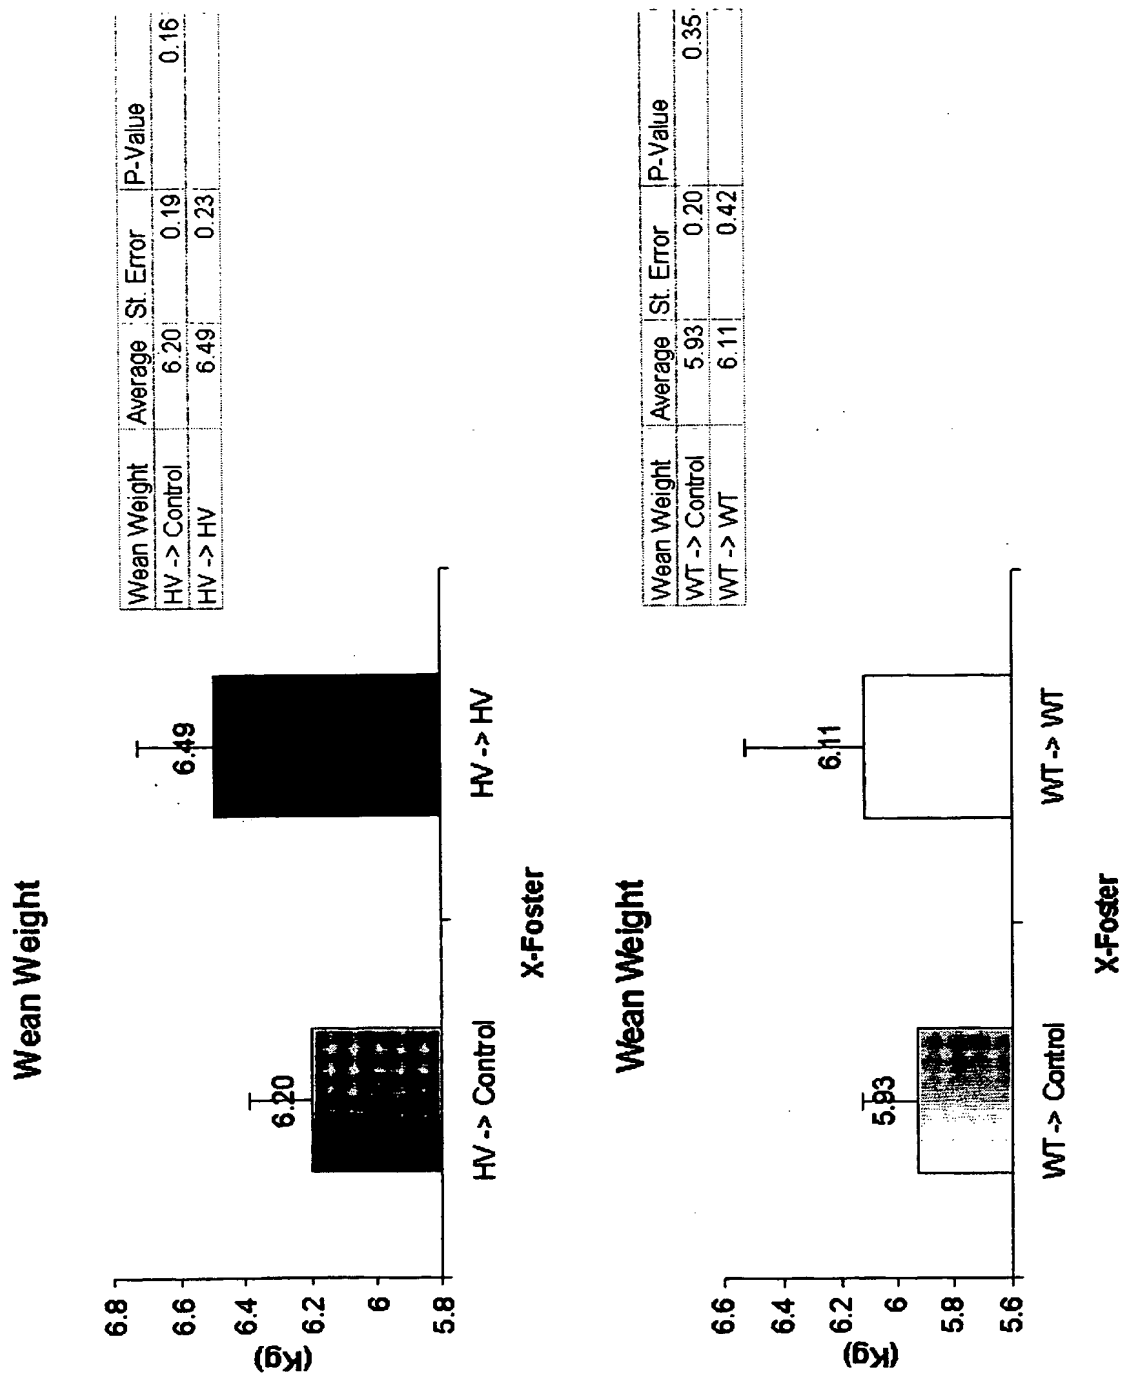 Wean Weight
6.8
6.6
6.4
6.2
6
5.8
(Kg)
6.20
6.49
HV -> Control
HV -> HV
X-Foster
Wean Weight Average St. Error P-Value
HV -> Control 6.20 0.19 0.16
HV -> HV 6.49 0.23
Wean Weight
6.6
6.4
6.2
6
5.8
5.6
(Kg)
5.93
6.11
WT -> Control
WT -> WT
X-Foster
Wean Weight Average St. Error P-Value
WT -> Control 5.93 0.20 0.35
WT -> WT 6.11 0.42